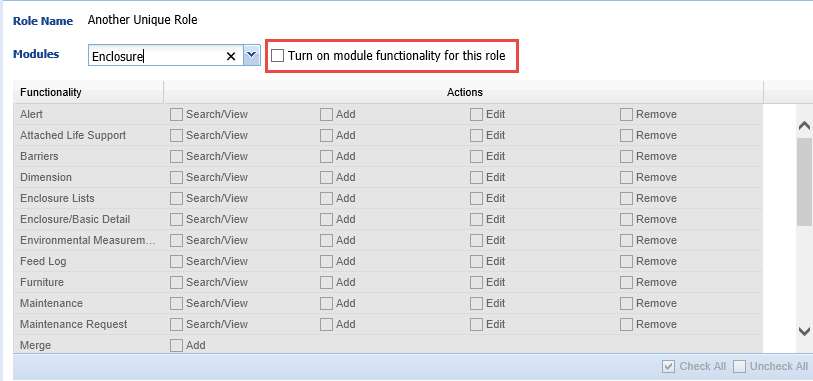 Role Name Another Unique Role
Modules Enclosure Turn on module functionality for this role
Functionality Actions
Alert Search/View Add Edit Remove
Attached Life Support Search/View Add Edit Remove
Barriers Search/View Add Edit Remove
Dimension Search/View Add Edit Remove
Enclosure Lists Search/View Add Edit Remove
Enclosure/Basic Detail Search/View Add Edit Remove
Environmental Measurem... Search/View Add Edit Remove
Feed Log Search/View Add Edit Remove
Furniture Search/View Add Edit Remove
Maintenance Search/View Add Edit Remove
Maintenance Request Search/View Add Edit Remove
Merge Add
Check All Uncheck All